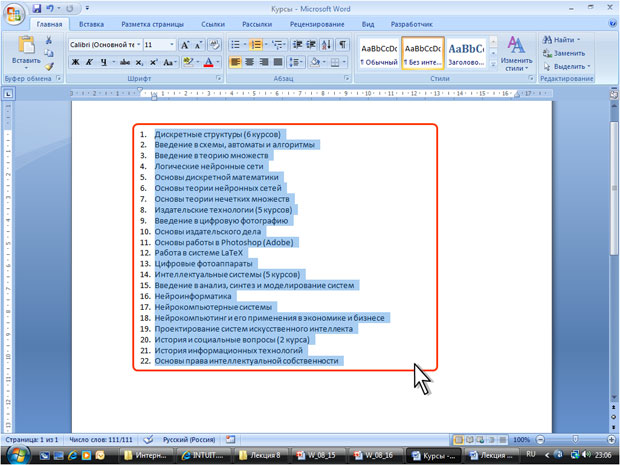 Курсы - Microsoft Word
Главная Вставка Разметка страницы Ссылки Рассылки Рецензирование Вид Разработчик
Вставить
Calibri (Основной те 11
Ж К Ч
AaBbCcDc AaBbCcDc AaBbCc
¶ Обычный ¶ Без инте... Заголово...
Изменить стили
Найти
Заменить
Выделить
Буфер обмена Шрифт Абзац Стили Редактирование
1. Дискретные структуры (6 курсов)
2. Введение в схемы, автоматы и алгоритмы
3. Введение в теорию множеств
4. Логические нейронные сети
5. Основы дискретной математики
6. Основы теории нейронных сетей
7. Основы теории нечетких множеств
8. Издательские технологии (5 курсов)
9. Введение в цифровую фотографию
10. Основы издательского дела
11. Основы работы в Photoshop (Adobe)
12. Работа в системе LaTeX
13. Цифровые фотоаппараты
14. Интеллектуальные системы (5 курсов)
15. Введение в анализ, синтез и моделирование систем
16. Нейроинформатика
17. Нейрокомпьютерные системы
18. Нейрокомпьютинг и его применения в экономике и бизнесе
19. Проектирование систем искусственного интеллекта
20. История и социальные вопросы (2 курса)
21. История информационных технологий
22. Основы права интеллектуальной собственности
Страница: 1 из 1 Число слов: 111/111 Русский (Россия) 100%
Интерн... INTUIT.... Лекция 8 W_08_15 W_08_16 Курсы -... Лекция ... RU 23:06